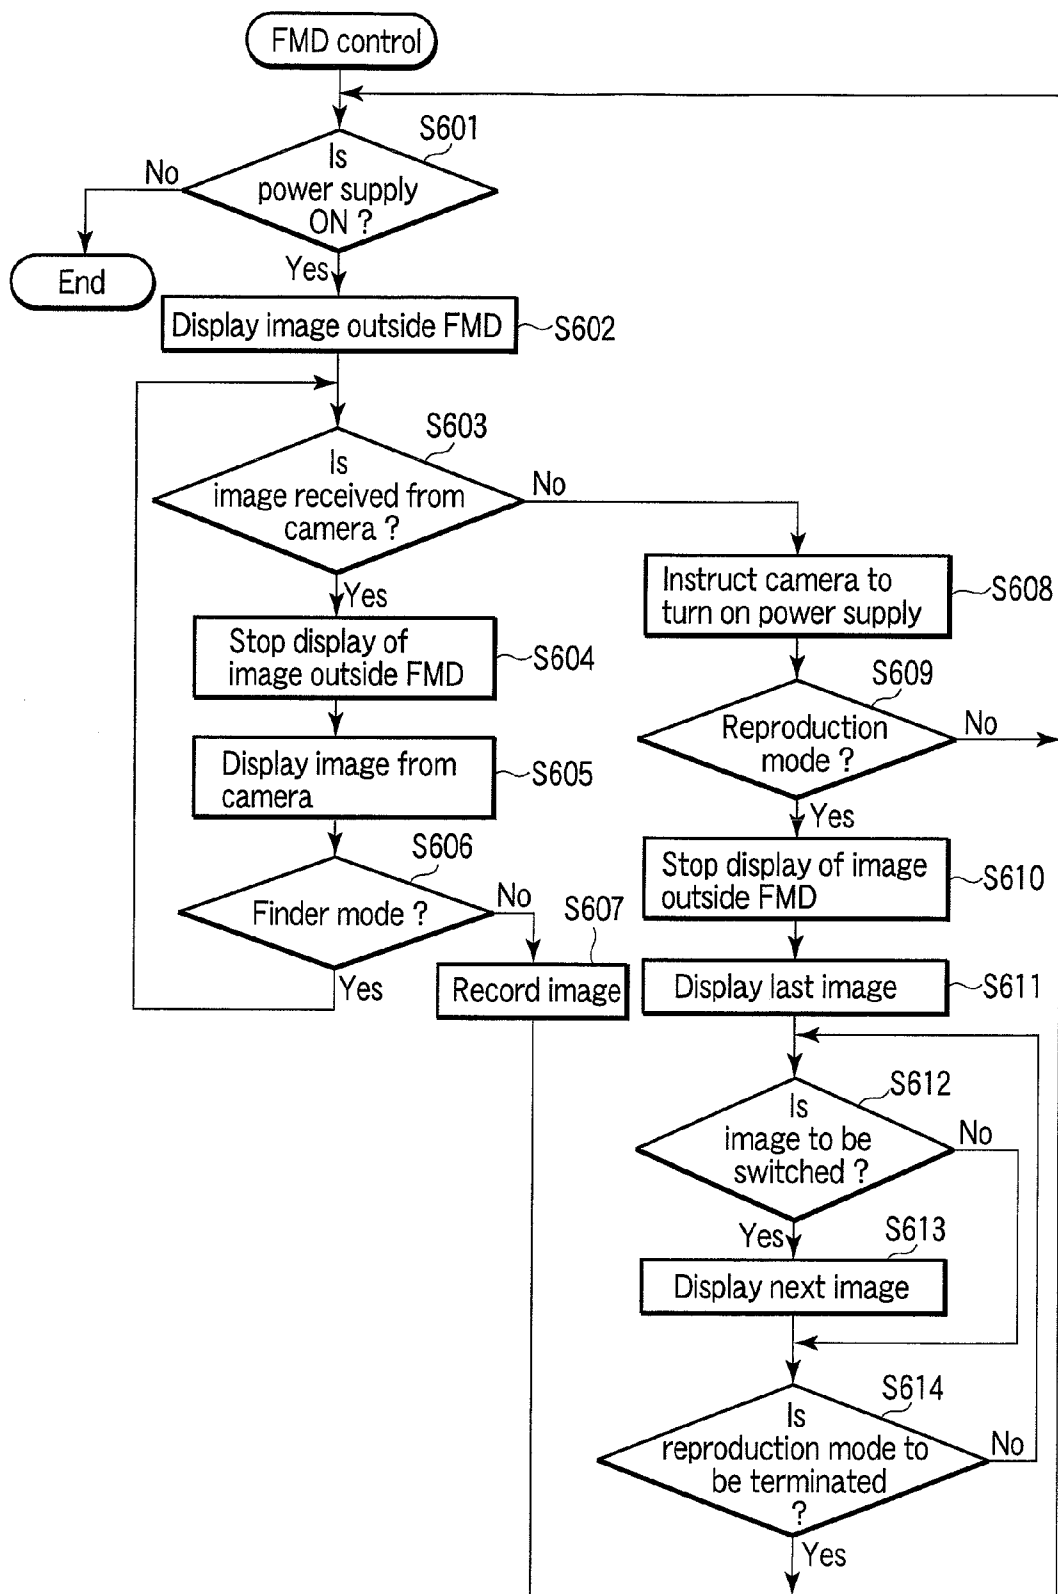 FMD control
S601
Is
power supply
ON ?
No
Yes
End
Display image outside FMD
S602
S603
Is
image received from
camera ?
No
Yes
Instruct camera to
turn on power supply
S608
Stop display of
image outside FMD
S604
S609
Reproduction
mode ?
No
Yes
Display image from
camera
S605
S606
Finder mode ?
No
Yes
S607
Record image
Stop display of image
outside FMD
S610
Display last image
S611
S612
Is
image to be
switched ?
No
Yes
S613
Display next image
S614
Is
reproduction mode to
be terminated
?
No
Yes